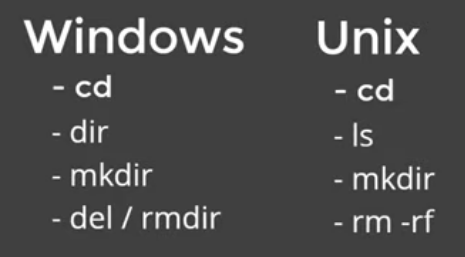 Windows
- cd
- dir
- mkdir
- del / rmdir
Unix
- cd
- ls
- mkdir
- rm -rf